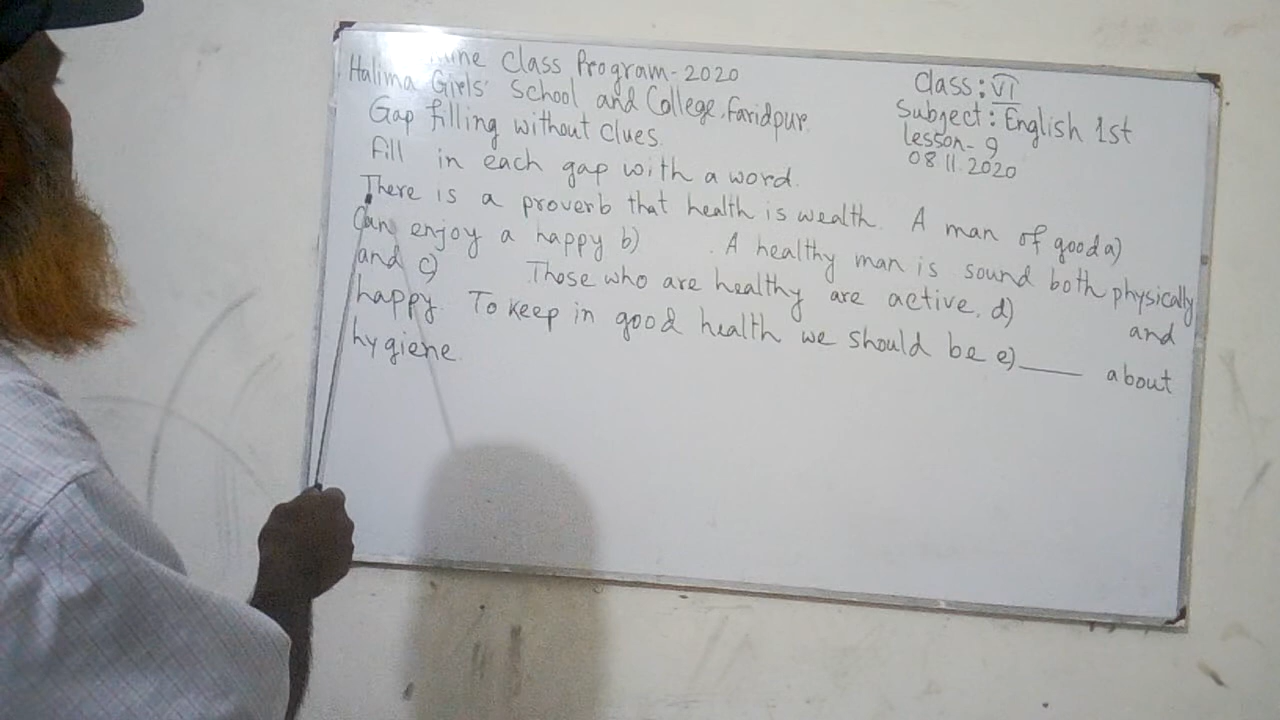 Class Program-2020
Halima Girls' School and College, Faridpur.
Class: VI
Subject: English 1st
Lesson-9
08 11.2020
Gap filling without Clues.
Fill in each gap with a word.
There is a proverb that health is wealth. A man of good a)
Can enjoy a happy b) . A healthy man is sound both physically
and c) Those who are healthy are active, d) and
happy. To keep in good health we should be e)____ about
hygiene.